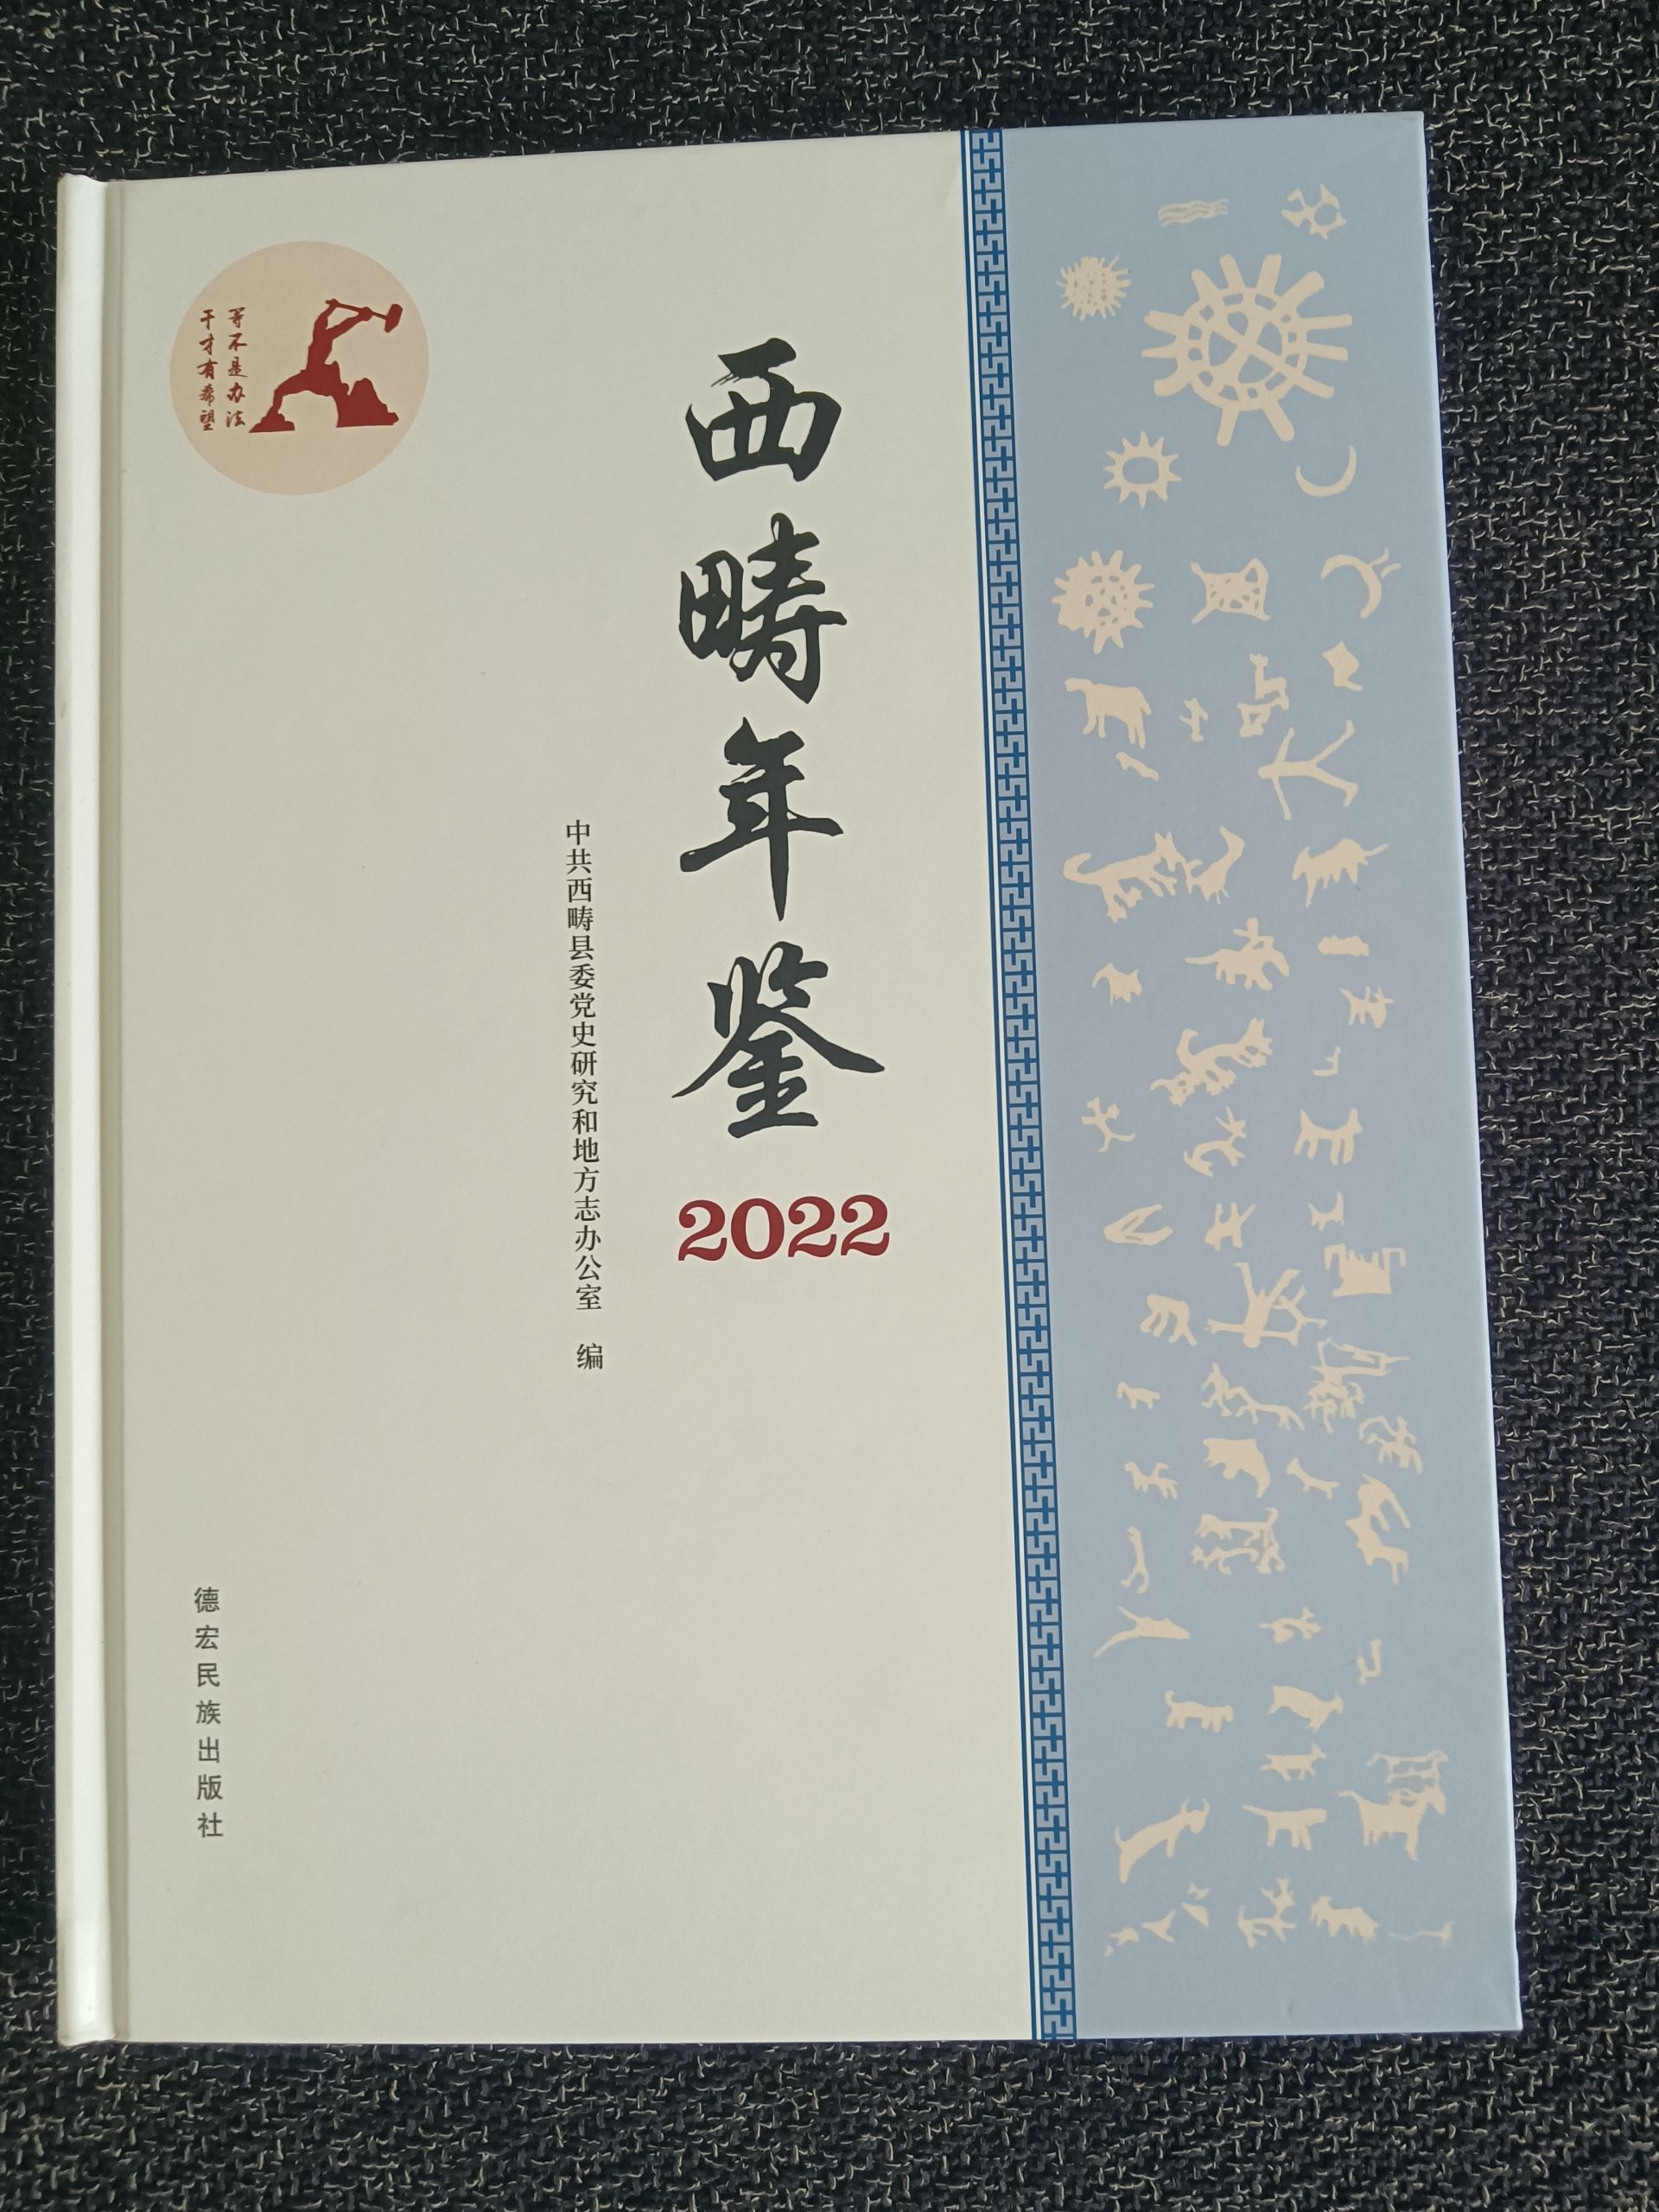 等不是办法
干才有希望
西畴年鉴
2022
中共西畴县委党史研究和地方志办公室 编
德宏民族出版社